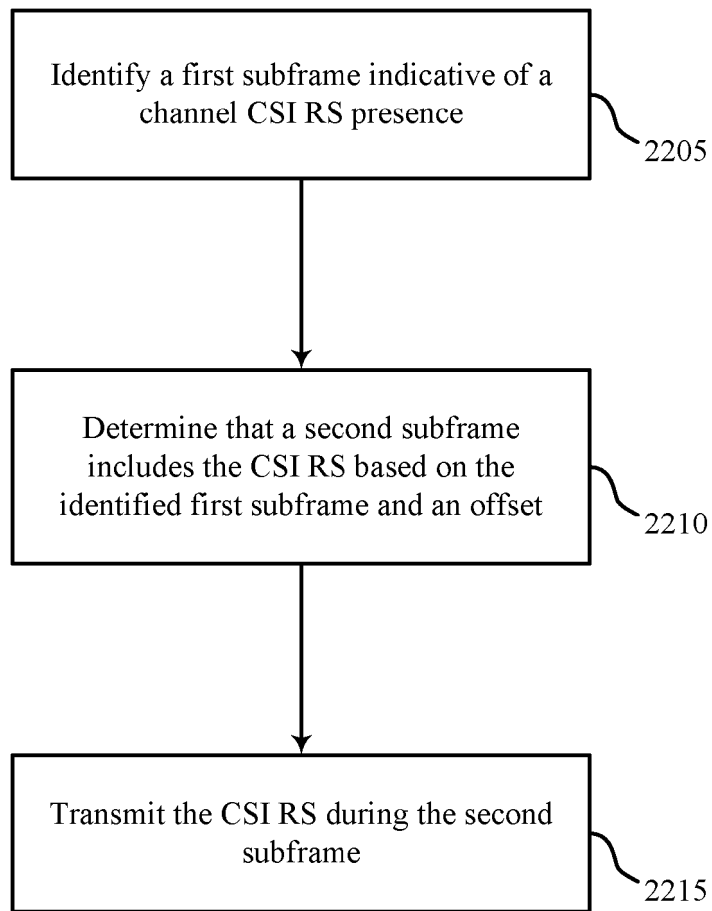 Identify a first subframe indicative of a
channel CSI RS presence
2205
Determine that a second subframe
includes the CSI RS based on the
identified first subframe and an offset
2210
Transmit the CSI RS during the second
subframe
2215